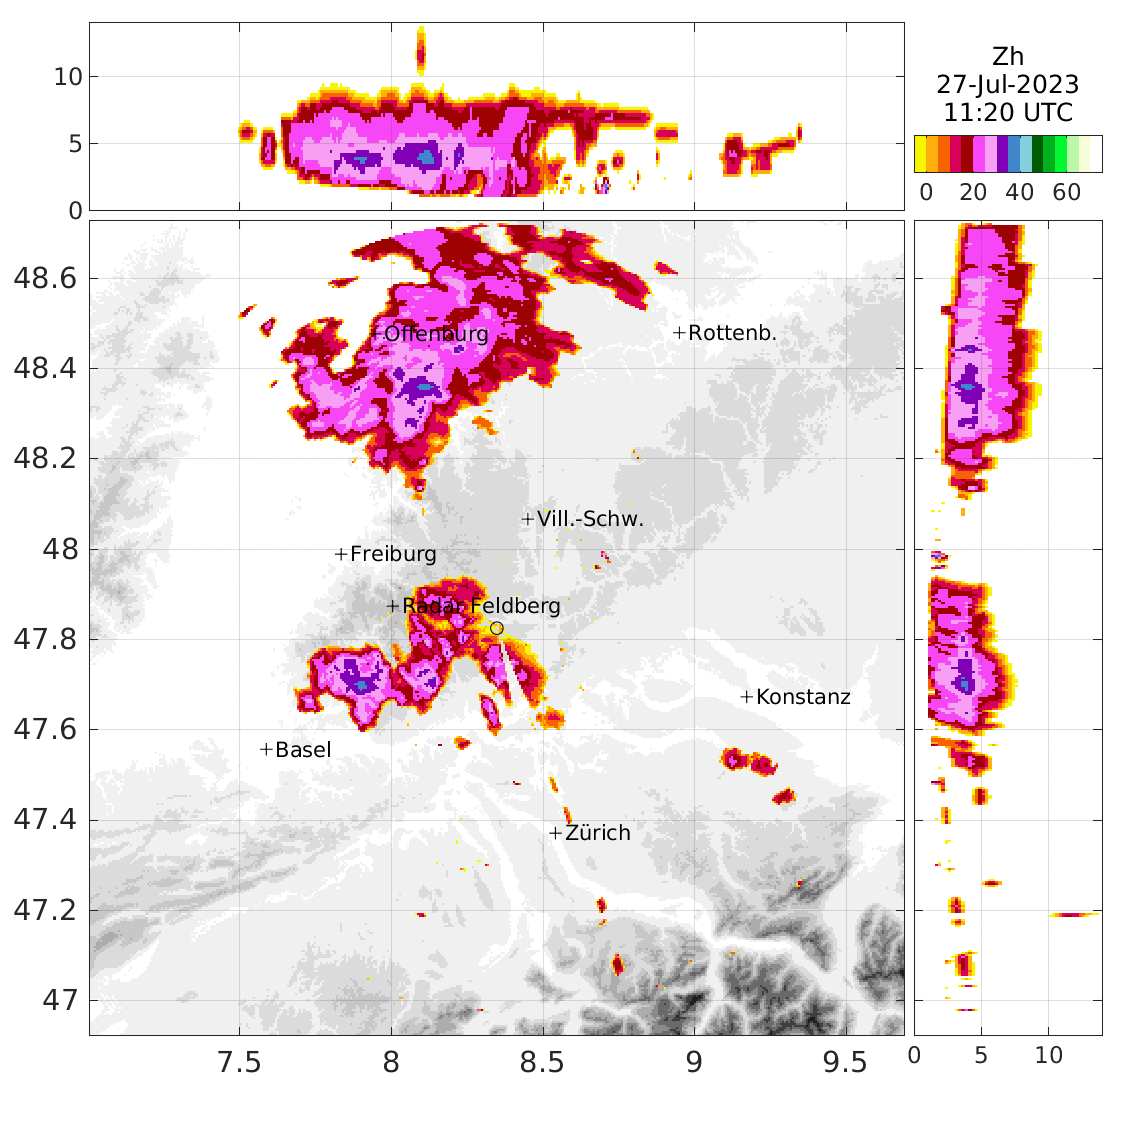 10
5
0
Zh
27-Jul-2023
11:20 UTC
0 20 40 60
48.6
48.4
48.2
48
47.8
47.6
47.4
47.2
47
+Offenburg
+Rottenb.
+Vill.-Schw.
+Freiburg
+Radar Feldberg
+Konstanz
+Basel
+Zürich
7.5 8 8.5 9 9.5
0 5 10